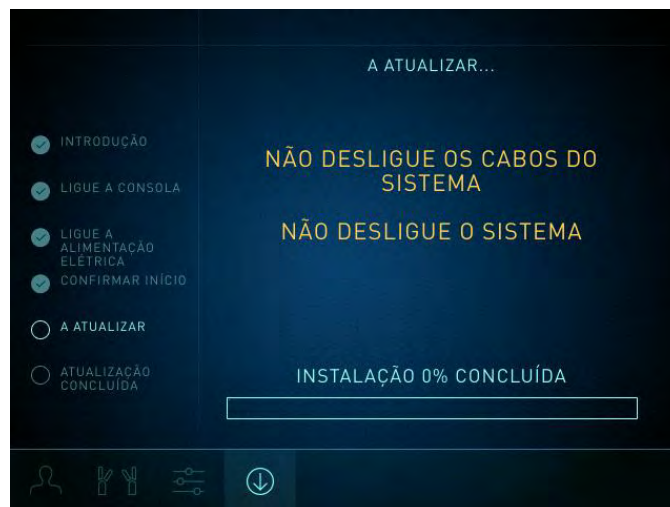 A ATUALIZAR...
INTRODUÇÃO
LIGUE A CONSOLA
LIGUE A
ALIMENTAÇÃO
ELÉTRICA
CONFIRMAR INÍCIO
A ATUALIZAR
ATUALIZAÇÃO
CONCLUÍDA
NÃO DESLIGUE OS CABOS DO
SISTEMA
NÃO DESLIGUE O SISTEMA
INSTALAÇÃO 0% CONCLUÍDA